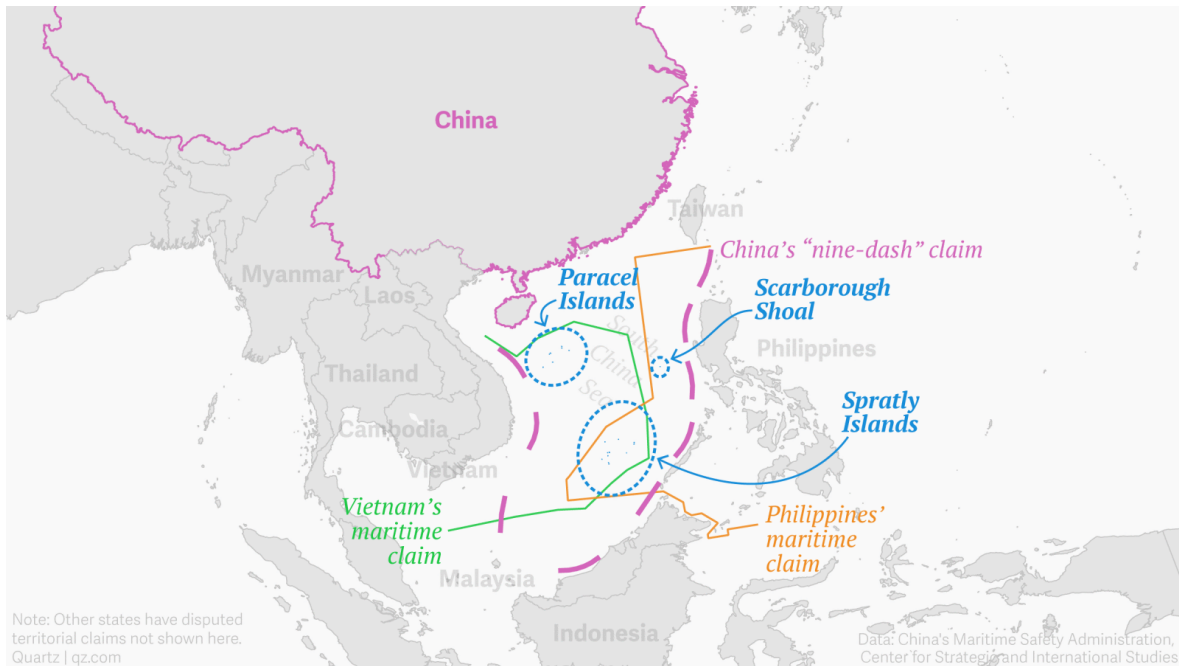 China
Taiwan
China's “nine-dash” claim
Myanmar
Laos
Paracel
Islands
Scarborough
Shoal
South
China
Sea
Philippines
Thailand
Spratly
Islands
Cambodia
Vietnam
Vietnam's
maritime
claim
Philippines'
maritime
claim
Malaysia
Indonesia
Note: Other states have disputed
territorial claims not shown here.
Quartz | qz.com
Data: China's Maritime Safety Administration,
Center for Strategic and International Studies